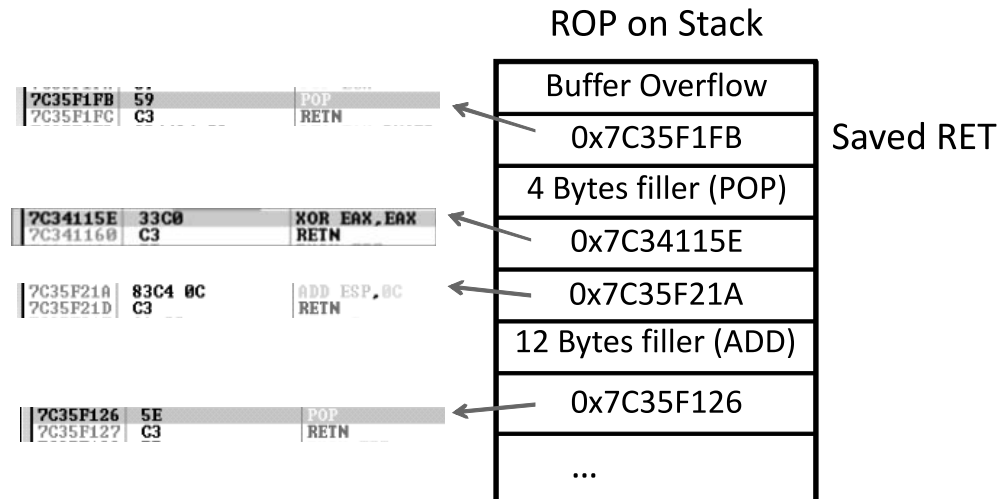 ROP on Stack
Buffer Overflow
7C35F1FB 59 POP
7C35F1FC C3 RETN
0x7C35F1FB
Saved RET
4 Bytes filler (POP)
7C34115E 33C0 XOR EAX,EAX
7C341160 C3 RETN
0x7C34115E
7C35F21A 83C4 0C ADD ESP,0C
7C35F21D C3 RETN
0x7C35F21A
12 Bytes filler (ADD)
7C35F126 5E POP
7C35F127 C3 RETN
0x7C35F126
...